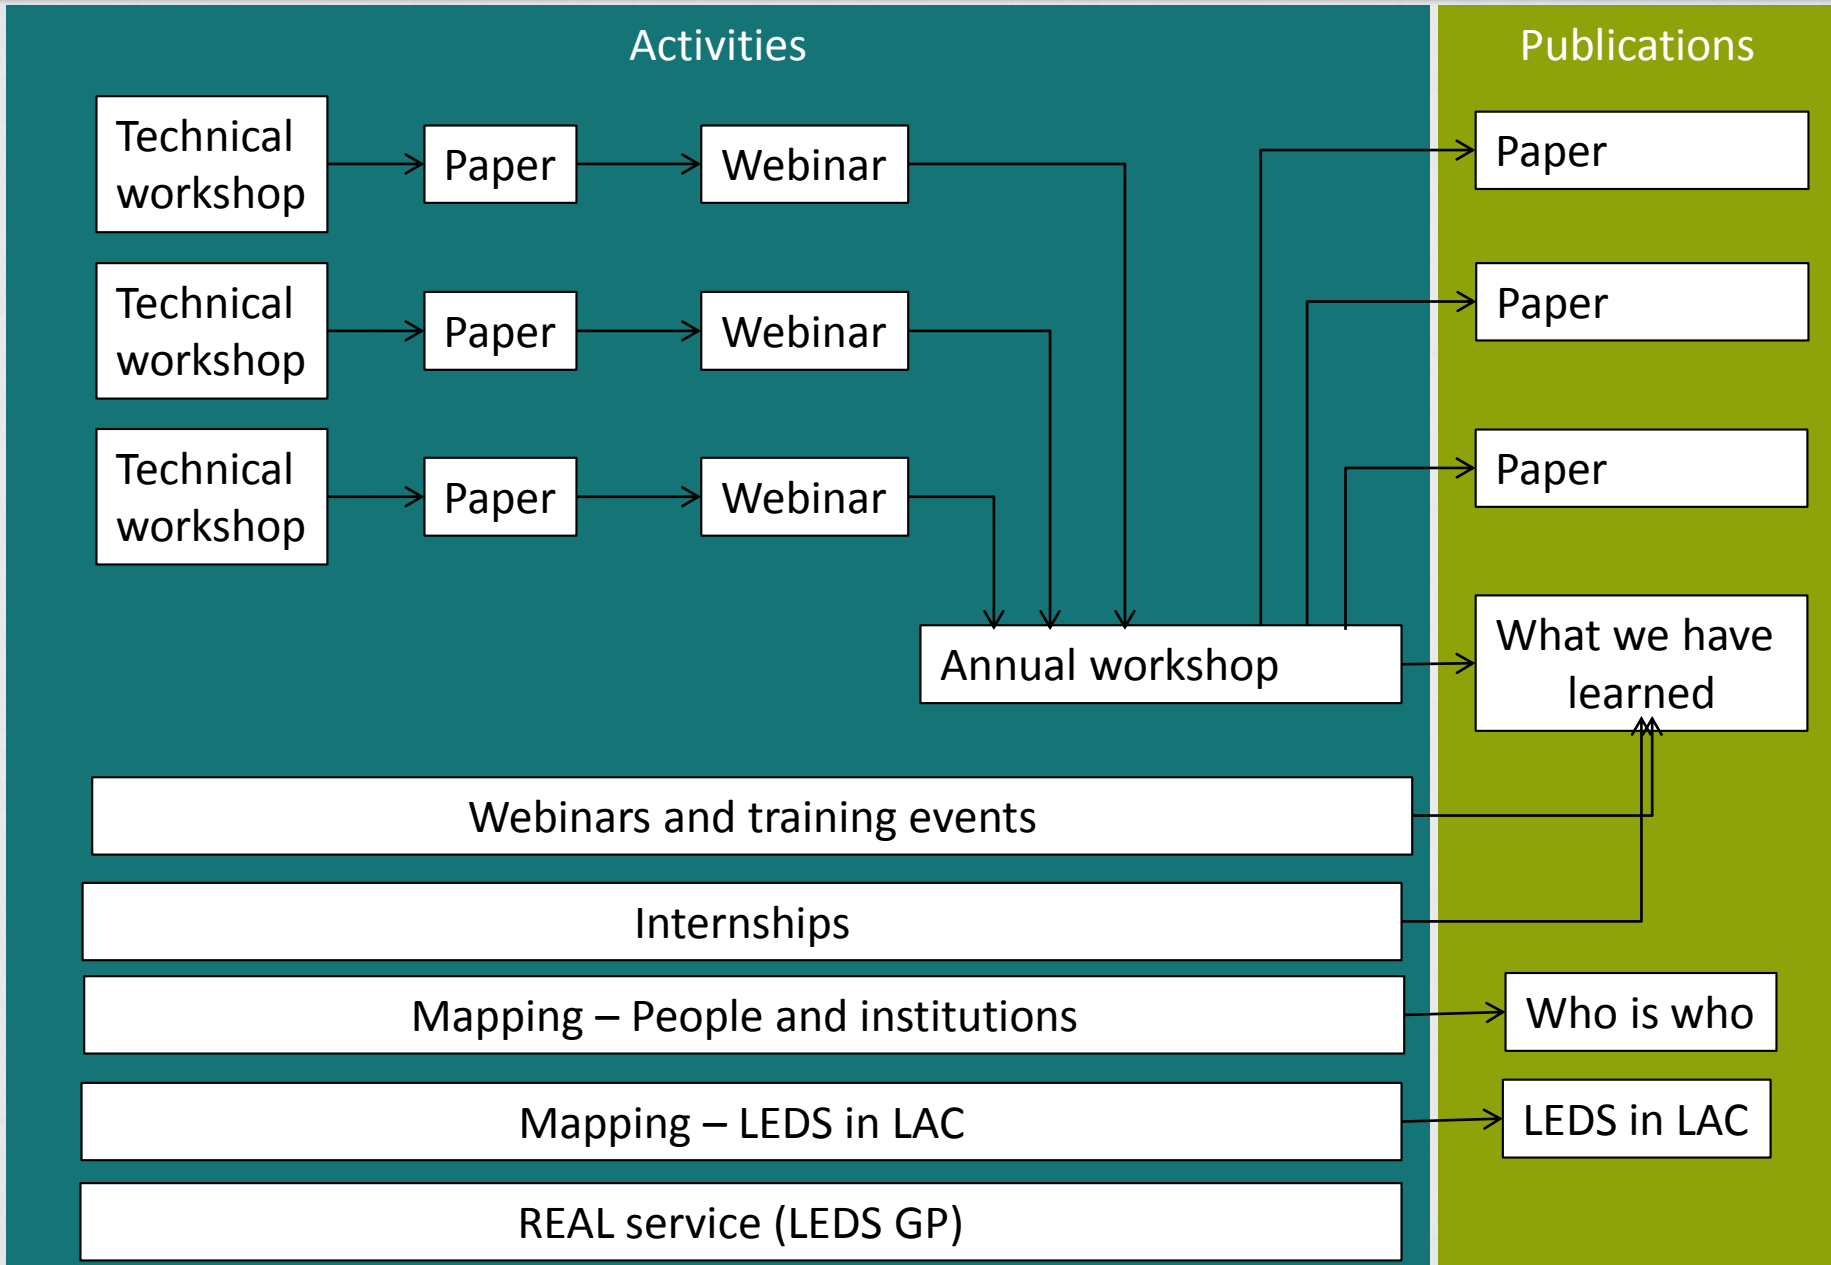 Activities
Publications
Technical
workshop
Paper
Webinar
Paper
Technical
workshop
Paper
Webinar
Paper
Technical
workshop
Paper
Webinar
Paper
Annual workshop
What we have
learned
Webinars and training events
Internships
Mapping – People and institutions
Who is who
Mapping – LEDS in LAC
LEDS in LAC
REAL service (LEDS GP)